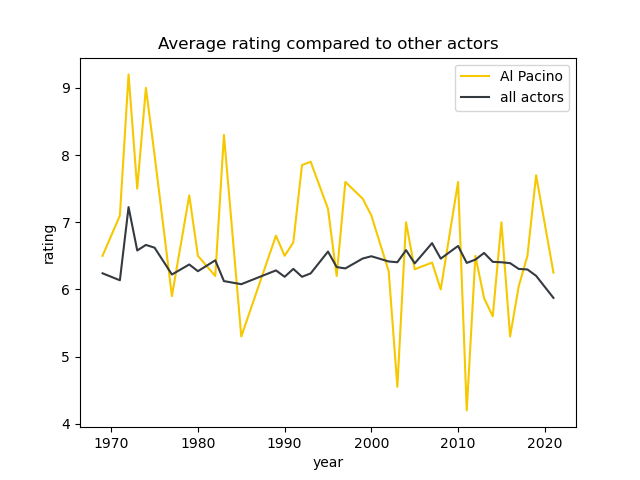 Average rating compared to other actors
Al Pacino
all actors
rating
9
8
7
6
5
4
1970 1980 1990 2000 2010 2020
year